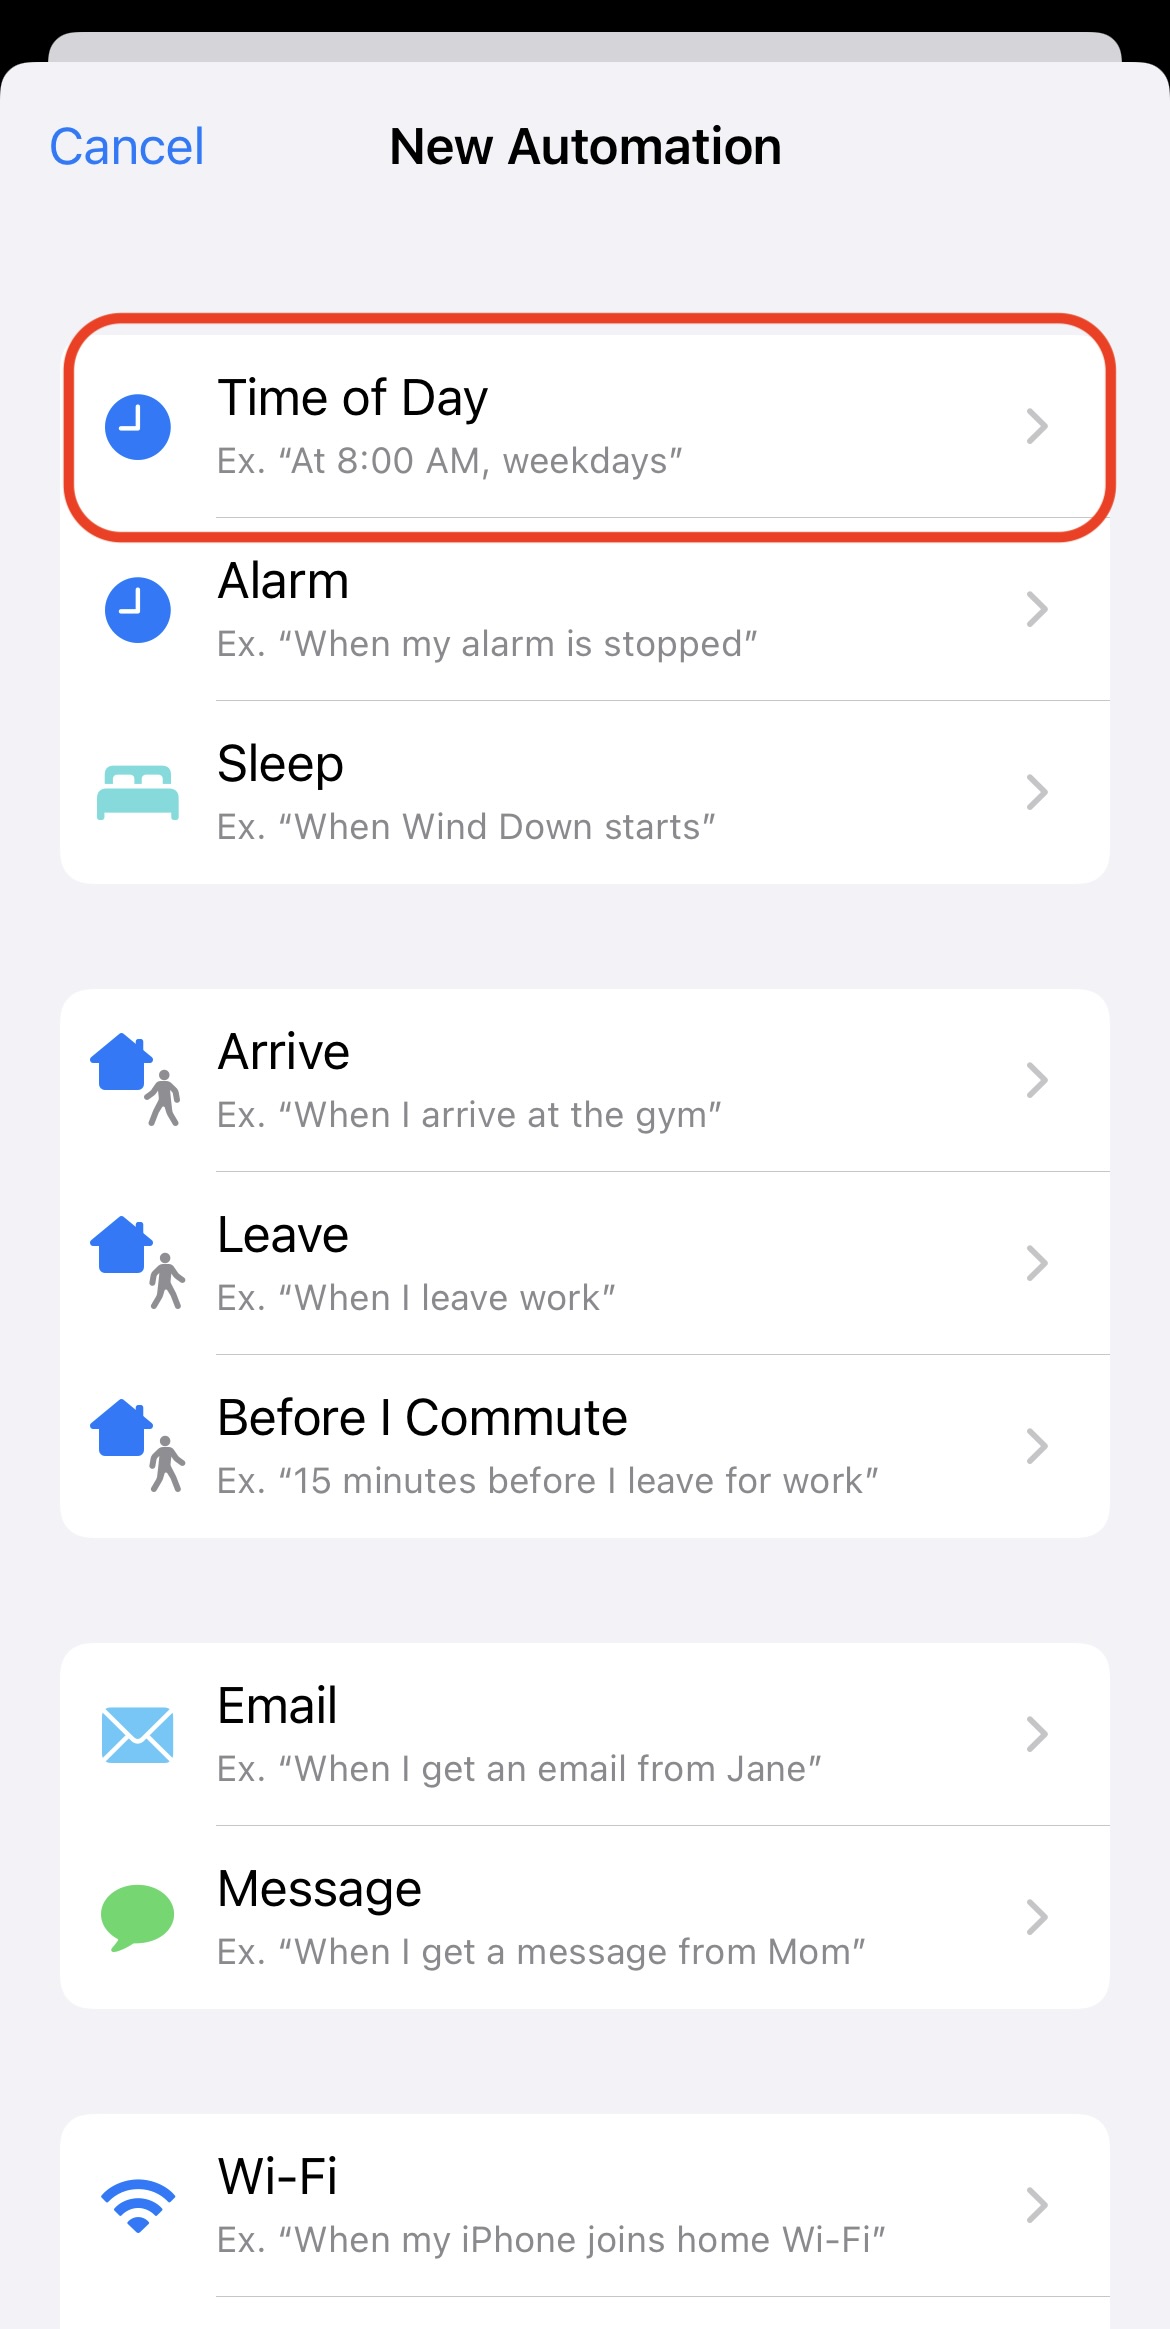 Cancel
New Automation
Time of Day
Ex. “At 8:00 AM, weekdays”
Alarm
Ex. “When my alarm is stopped”
Sleep
Ex. “When Wind Down starts”
Arrive
Ex. “When I arrive at the gym”
Leave
Ex. “When I leave work”
Before I Commute
Ex. “15 minutes before I leave for work”
Email
Ex. “When I get an email from Jane”
Message
Ex. “When I get a message from Mom”
Wi-Fi
Ex. “When my iPhone joins home Wi-Fi”